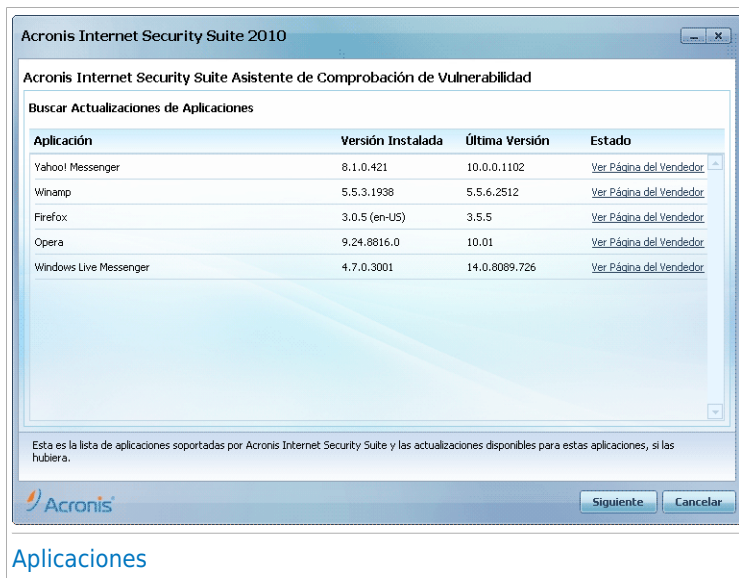 Acronis Internet Security Suite 2010
Acronis Internet Security Suite Asistente de Comprobación de Vulnerabilidad
Buscar Actualizaciones de Aplicaciones
Aplicación Versión Instalada Última Versión Estado
Yahoo! Messenger 8.1.0.421 10.0.0.1102 Ver Página del Vendedor
Winamp 5.5.3.1938 5.5.6.2512 Ver Página del Vendedor
Firefox 3.0.5 (en-US) 3.5.5 Ver Página del Vendedor
Opera 9.24.8816.0 10.01 Ver Página del Vendedor
Windows Live Messenger 4.7.0.3001 14.0.8089.726 Ver Página del Vendedor
Esta es la lista de aplicaciones soportadas por Acronis Internet Security Suite y las actualizaciones disponibles para estas aplicaciones, si las
hubiera.
Acronis Siguiente Cancelar
Aplicaciones